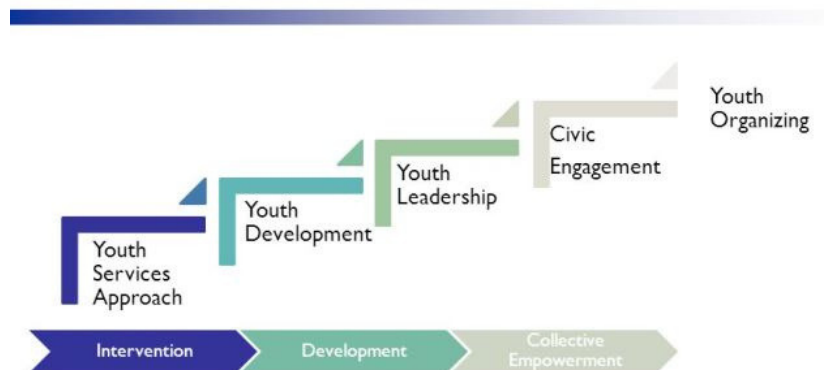 Youth
Services
Approach
Youth
Development
Youth
Leadership
Civic
Engagement
Youth
Organizing
Intervention
Development
Collective
Empowerment